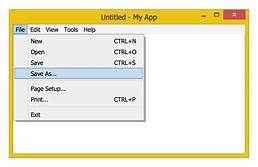 Untitled - My App
File Edit View Tools Help
New CTRL+N
Open CTRL+O
Save CTRL+S
Save As...
Page Setup...
Print... CTRL+P
Exit